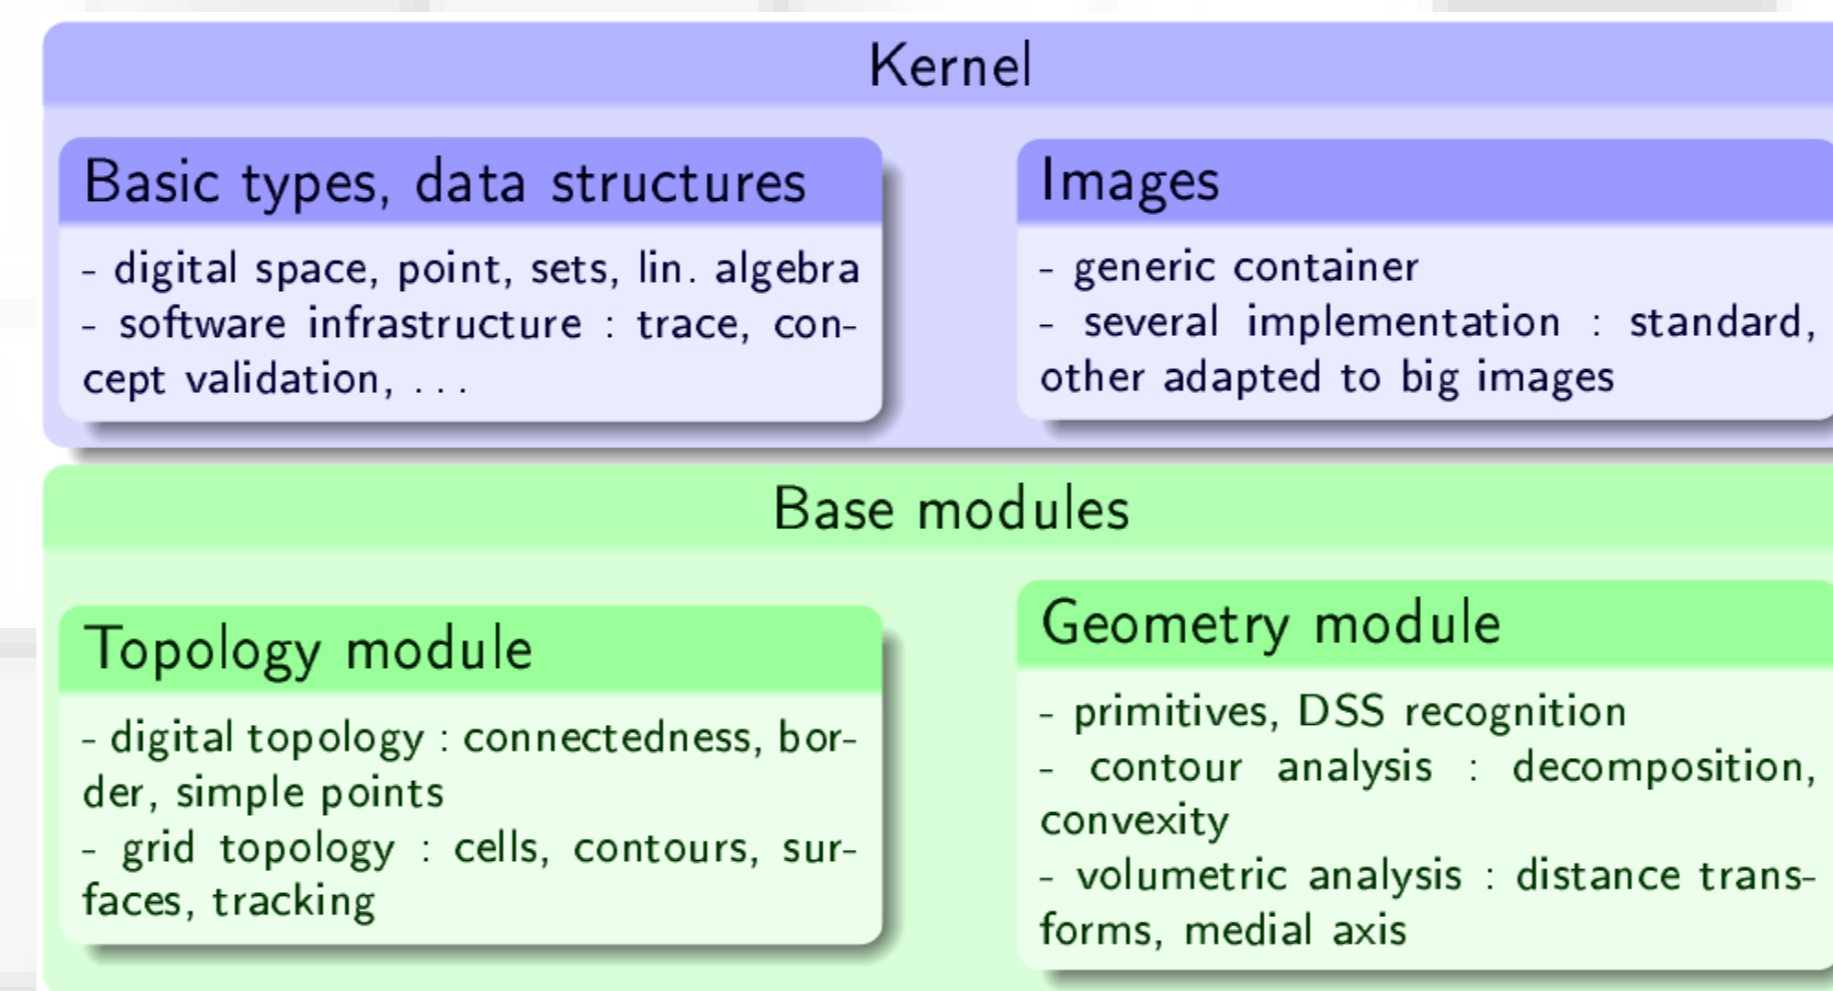 Kernel
Basic types, data structures
- digital space, point, sets, lin. algebra
- software infrastructure : trace, con-
cept validation, ...
Images
- generic container
- several implementation : standard,
other adapted to big images
Base modules
Topology module
- digital topology : connectedness, bor-
der, simple points
- grid topology : cells, contours, sur-
faces, tracking
Geometry module
- primitives, DSS recognition
- contour analysis : decomposition,
convexity
- volumetric analysis : distance trans-
forms, medial axis